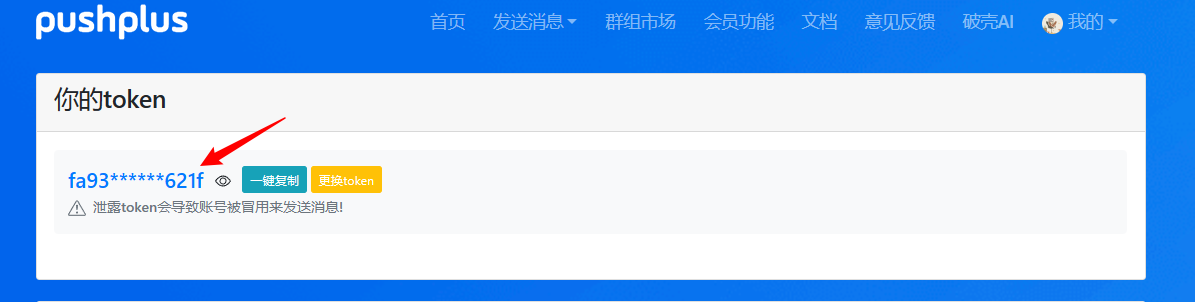 pushplus 首页 发送消息 群组市场 会员功能 文档 意见反馈 破壳AI 我的
你的token
fa93******621f 一键复制 更换token
泄露token会导致账号被冒用来发送消息!